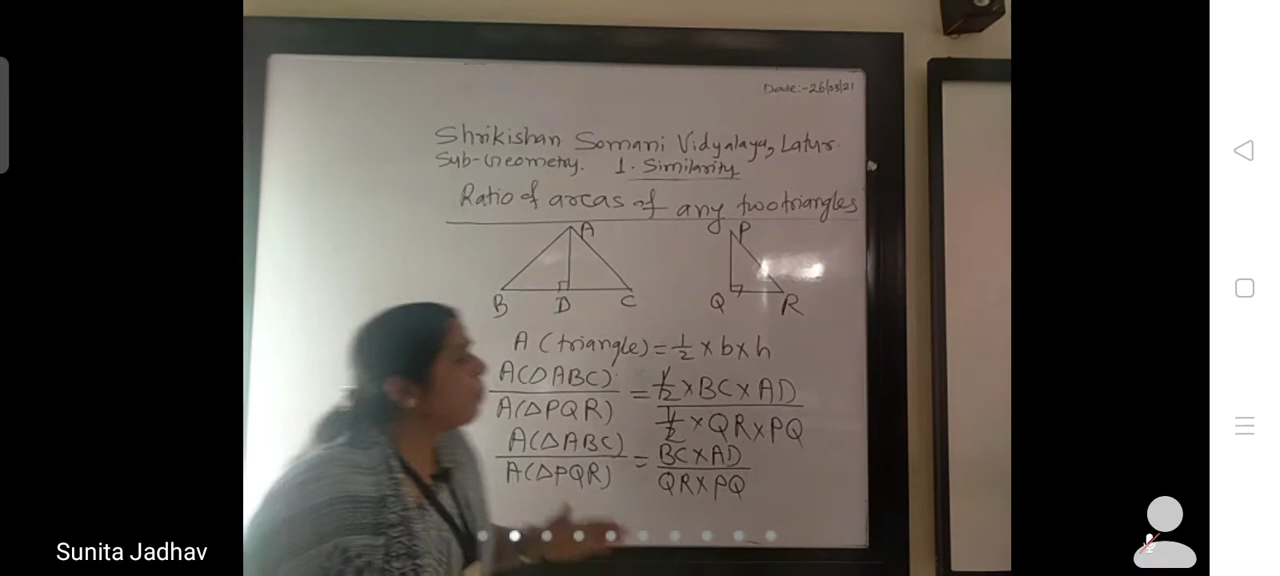 Date:-26/03/21
Shrikishan Somani Vidyalaya, Latur.
Sub-Geometry. 1. Similarity
Ratio of areas of any two triangles
A P
B D C Q R
A (triangle) = 1/2 × b × h
A(△ABC) / A(△PQR) = 1/2 × BC × AD / 1/2 × QR × PQ
A(△ABC) / A(△PQR) = BC × AD / QR × PQ
Sunita Jadhav